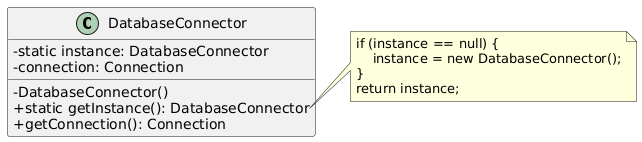 C DatabaseConnector
-static instance: DatabaseConnector
-connection: Connection
-DatabaseConnector()
+static getInstance(): DatabaseConnector
+getConnection(): Connection
if (instance == null) {
    instance = new DatabaseConnector();
}
return instance;